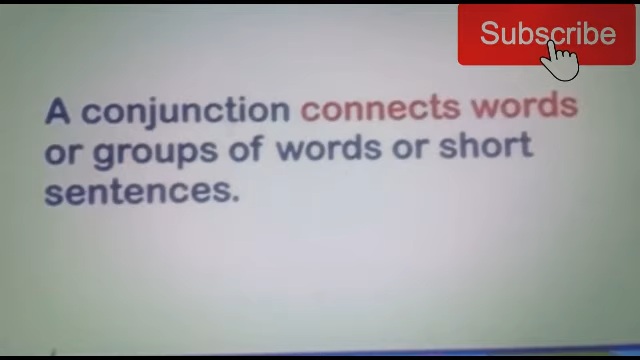 Subscribe
A conjunction connects words
or groups of words or short
sentences.